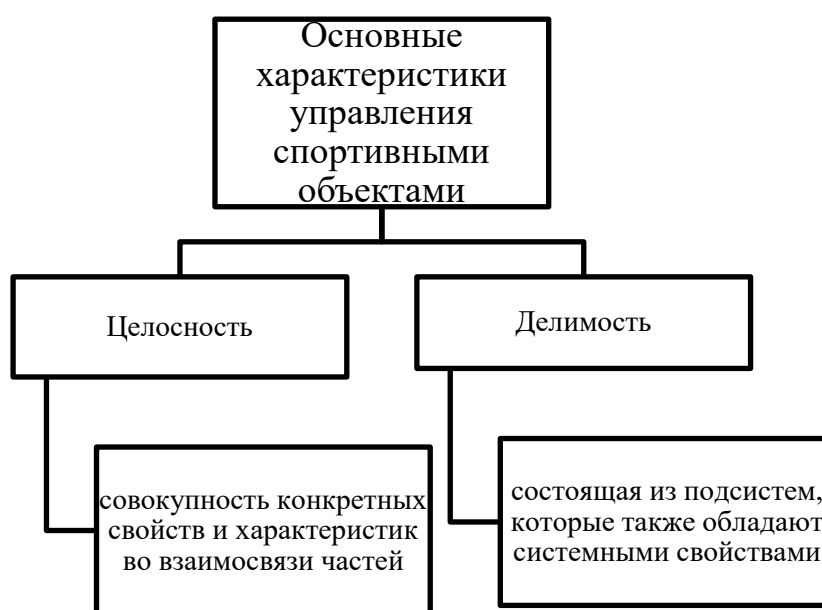 Основные
характеристики
управления
спортивными
объектами
Целосность
Делимость
совокупность конкретных
свойств и характеристик
во взаимосвязи частей
состоящая из подсистем,
которые также обладают
системными свойствами